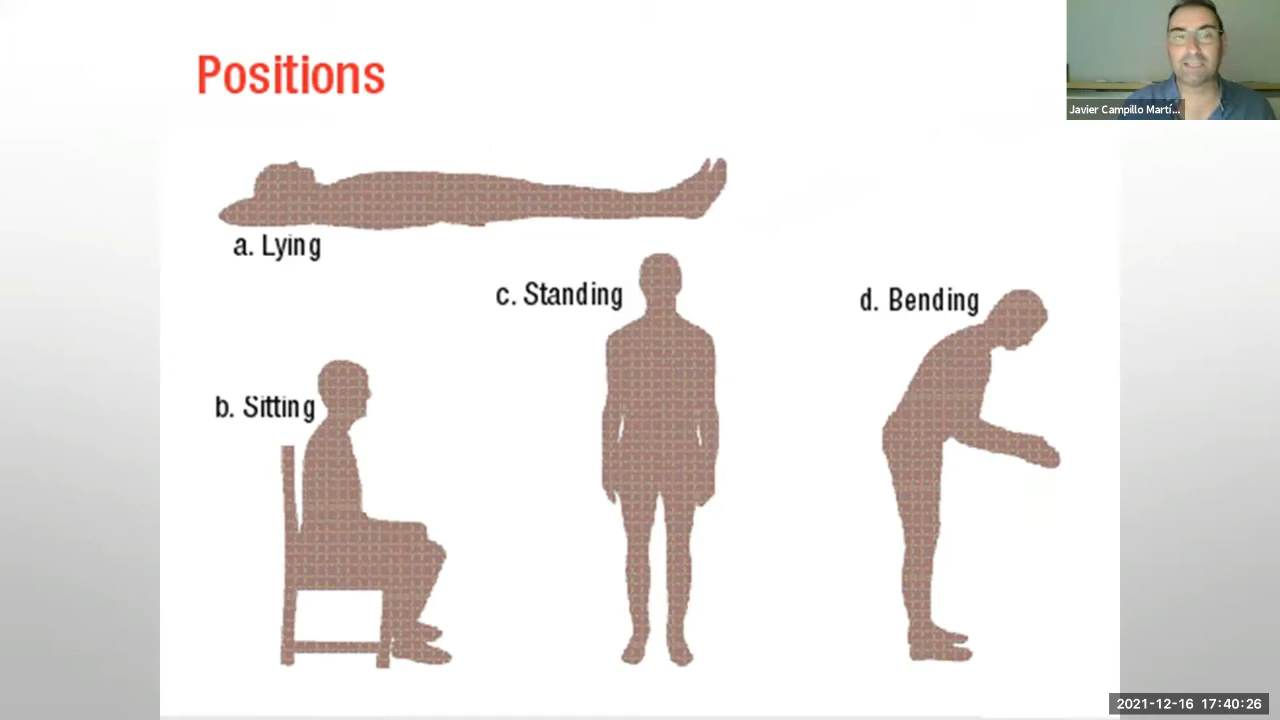 Positions
Javier Campillo Martí...
a. Lying
c. Standing
d. Bending
b. Sitting
2021-12-16 17:40:26